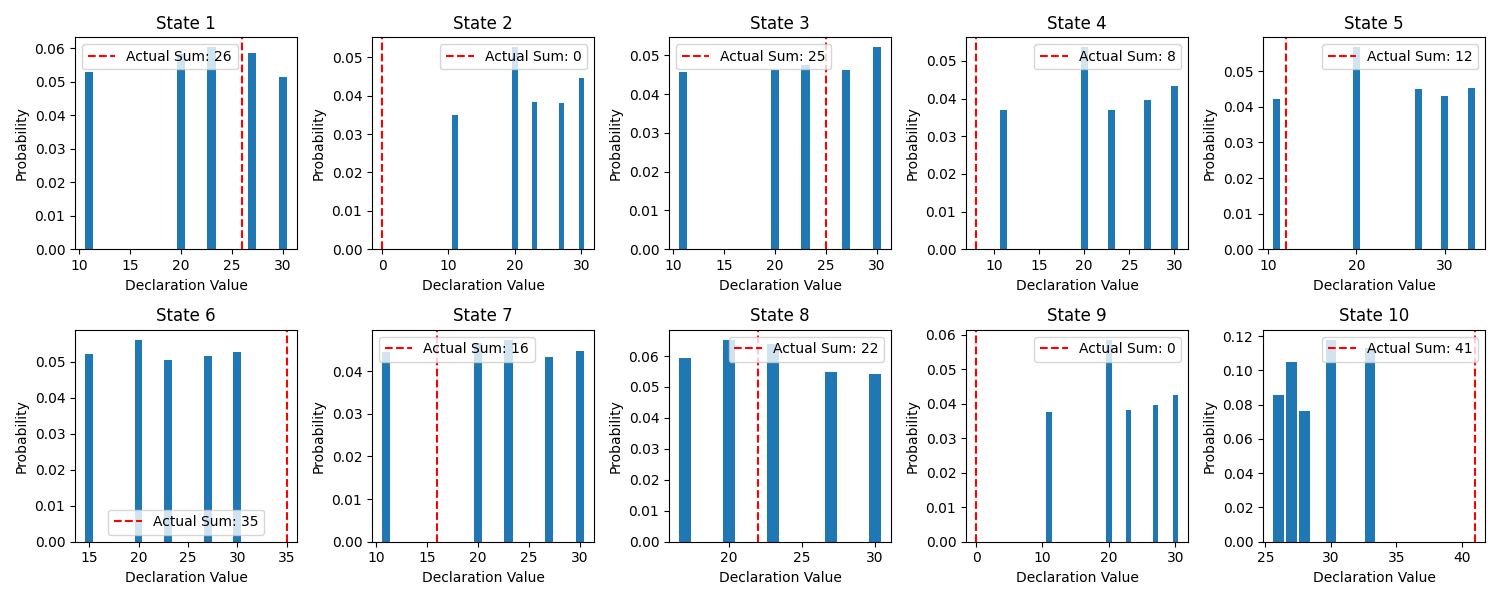 State 1
0.06
0.05
0.04
0.03
0.02
0.01
0.00
Probability
Actual Sum: 26
10 15 20 25 30
Declaration Value
State 2
0.05
0.04
0.03
0.02
0.01
0.00
Probability
Actual Sum: 0
0 10 20 30
Declaration Value
State 3
0.05
0.04
0.03
0.02
0.01
0.00
Probability
Actual Sum: 25
10 15 20 25 30
Declaration Value
State 4
0.05
0.04
0.03
0.02
0.01
0.00
Probability
Actual Sum: 8
10 15 20 25 30
Declaration Value
State 5
0.05
0.04
0.03
0.02
0.01
0.00
Probability
Actual Sum: 12
10 20 30
Declaration Value
State 6
0.05
0.04
0.03
0.02
0.01
0.00
Probability
Actual Sum: 35
15 20 25 30 35
Declaration Value
State 7
0.04
0.03
0.02
0.01
0.00
Probability
Actual Sum: 16
10 15 20 25 30
Declaration Value
State 8
0.06
0.05
0.04
0.03
0.02
0.01
0.00
Probability
Actual Sum: 22
20 25 30
Declaration Value
State 9
0.06
0.05
0.04
0.03
0.02
0.01
0.00
Probability
Actual Sum: 0
0 10 20 30
Declaration Value
State 10
0.12
0.10
0.08
0.06
0.04
0.02
0.00
Probability
Actual Sum: 41
25 30 35 40
Declaration Value